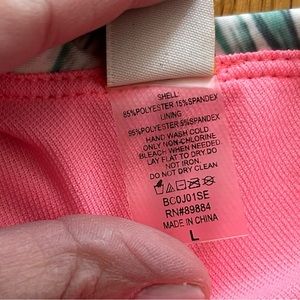 SHELL:
85%POLYESTER 15%SPANDEX
LINING
95%POLYESTER 5%SPANDEX
HAND WASH COLD
ONLY NON-CHLORINE
BLEACH WHEN NEEDED.
LAY FLAT TO DRY.DO
NOT IRON.
DO NOT DRY CLEAN
BC0J01SE
RN#89884
MADE IN CHINA
L